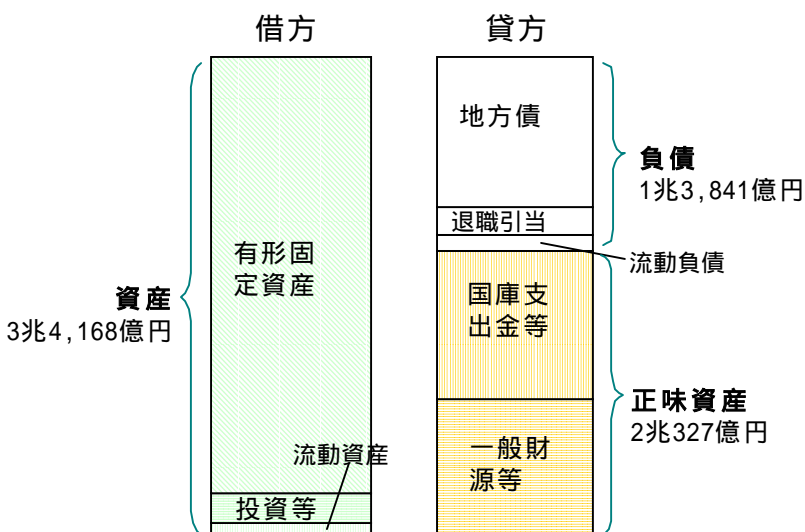 借方
貸方
地方債
負債
1兆3,841億円
退職引当
流動負債
有形固
定資産
資産
3兆4,168億円
国庫支
出金等
正味資産
2兆327億円
一般財
源等
流動資産
投資等